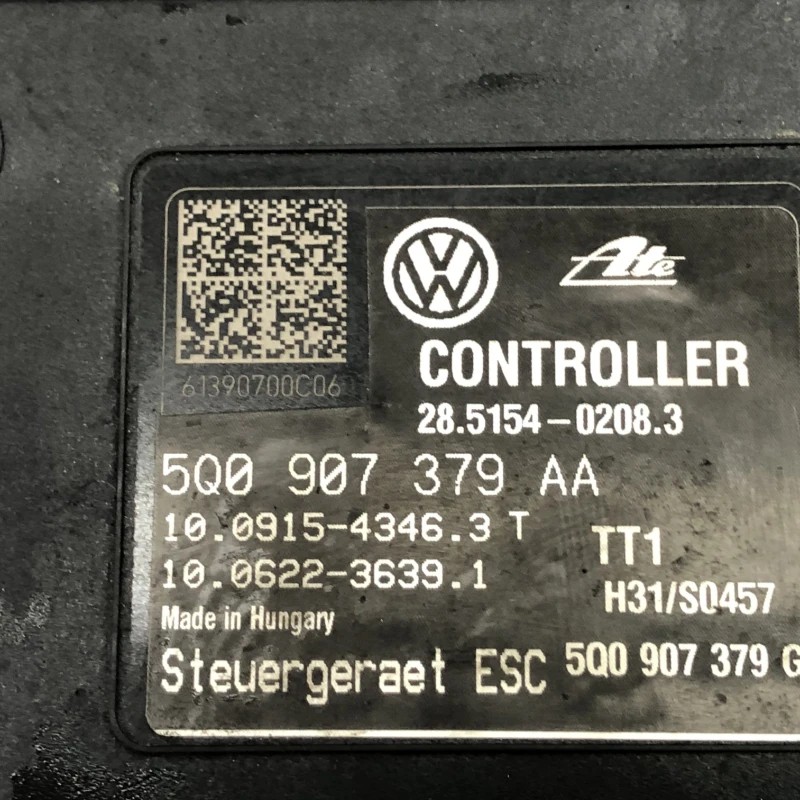 Ate
CONTROLLER
28.5154-0208.3
61390700C06
5Q0 907 379 AA
10.0915-4346.3 T
10.0622-3639.1
TT1
H31/S0457
Made in Hungary
Steuergeraet ESC 5Q0 907 379 G